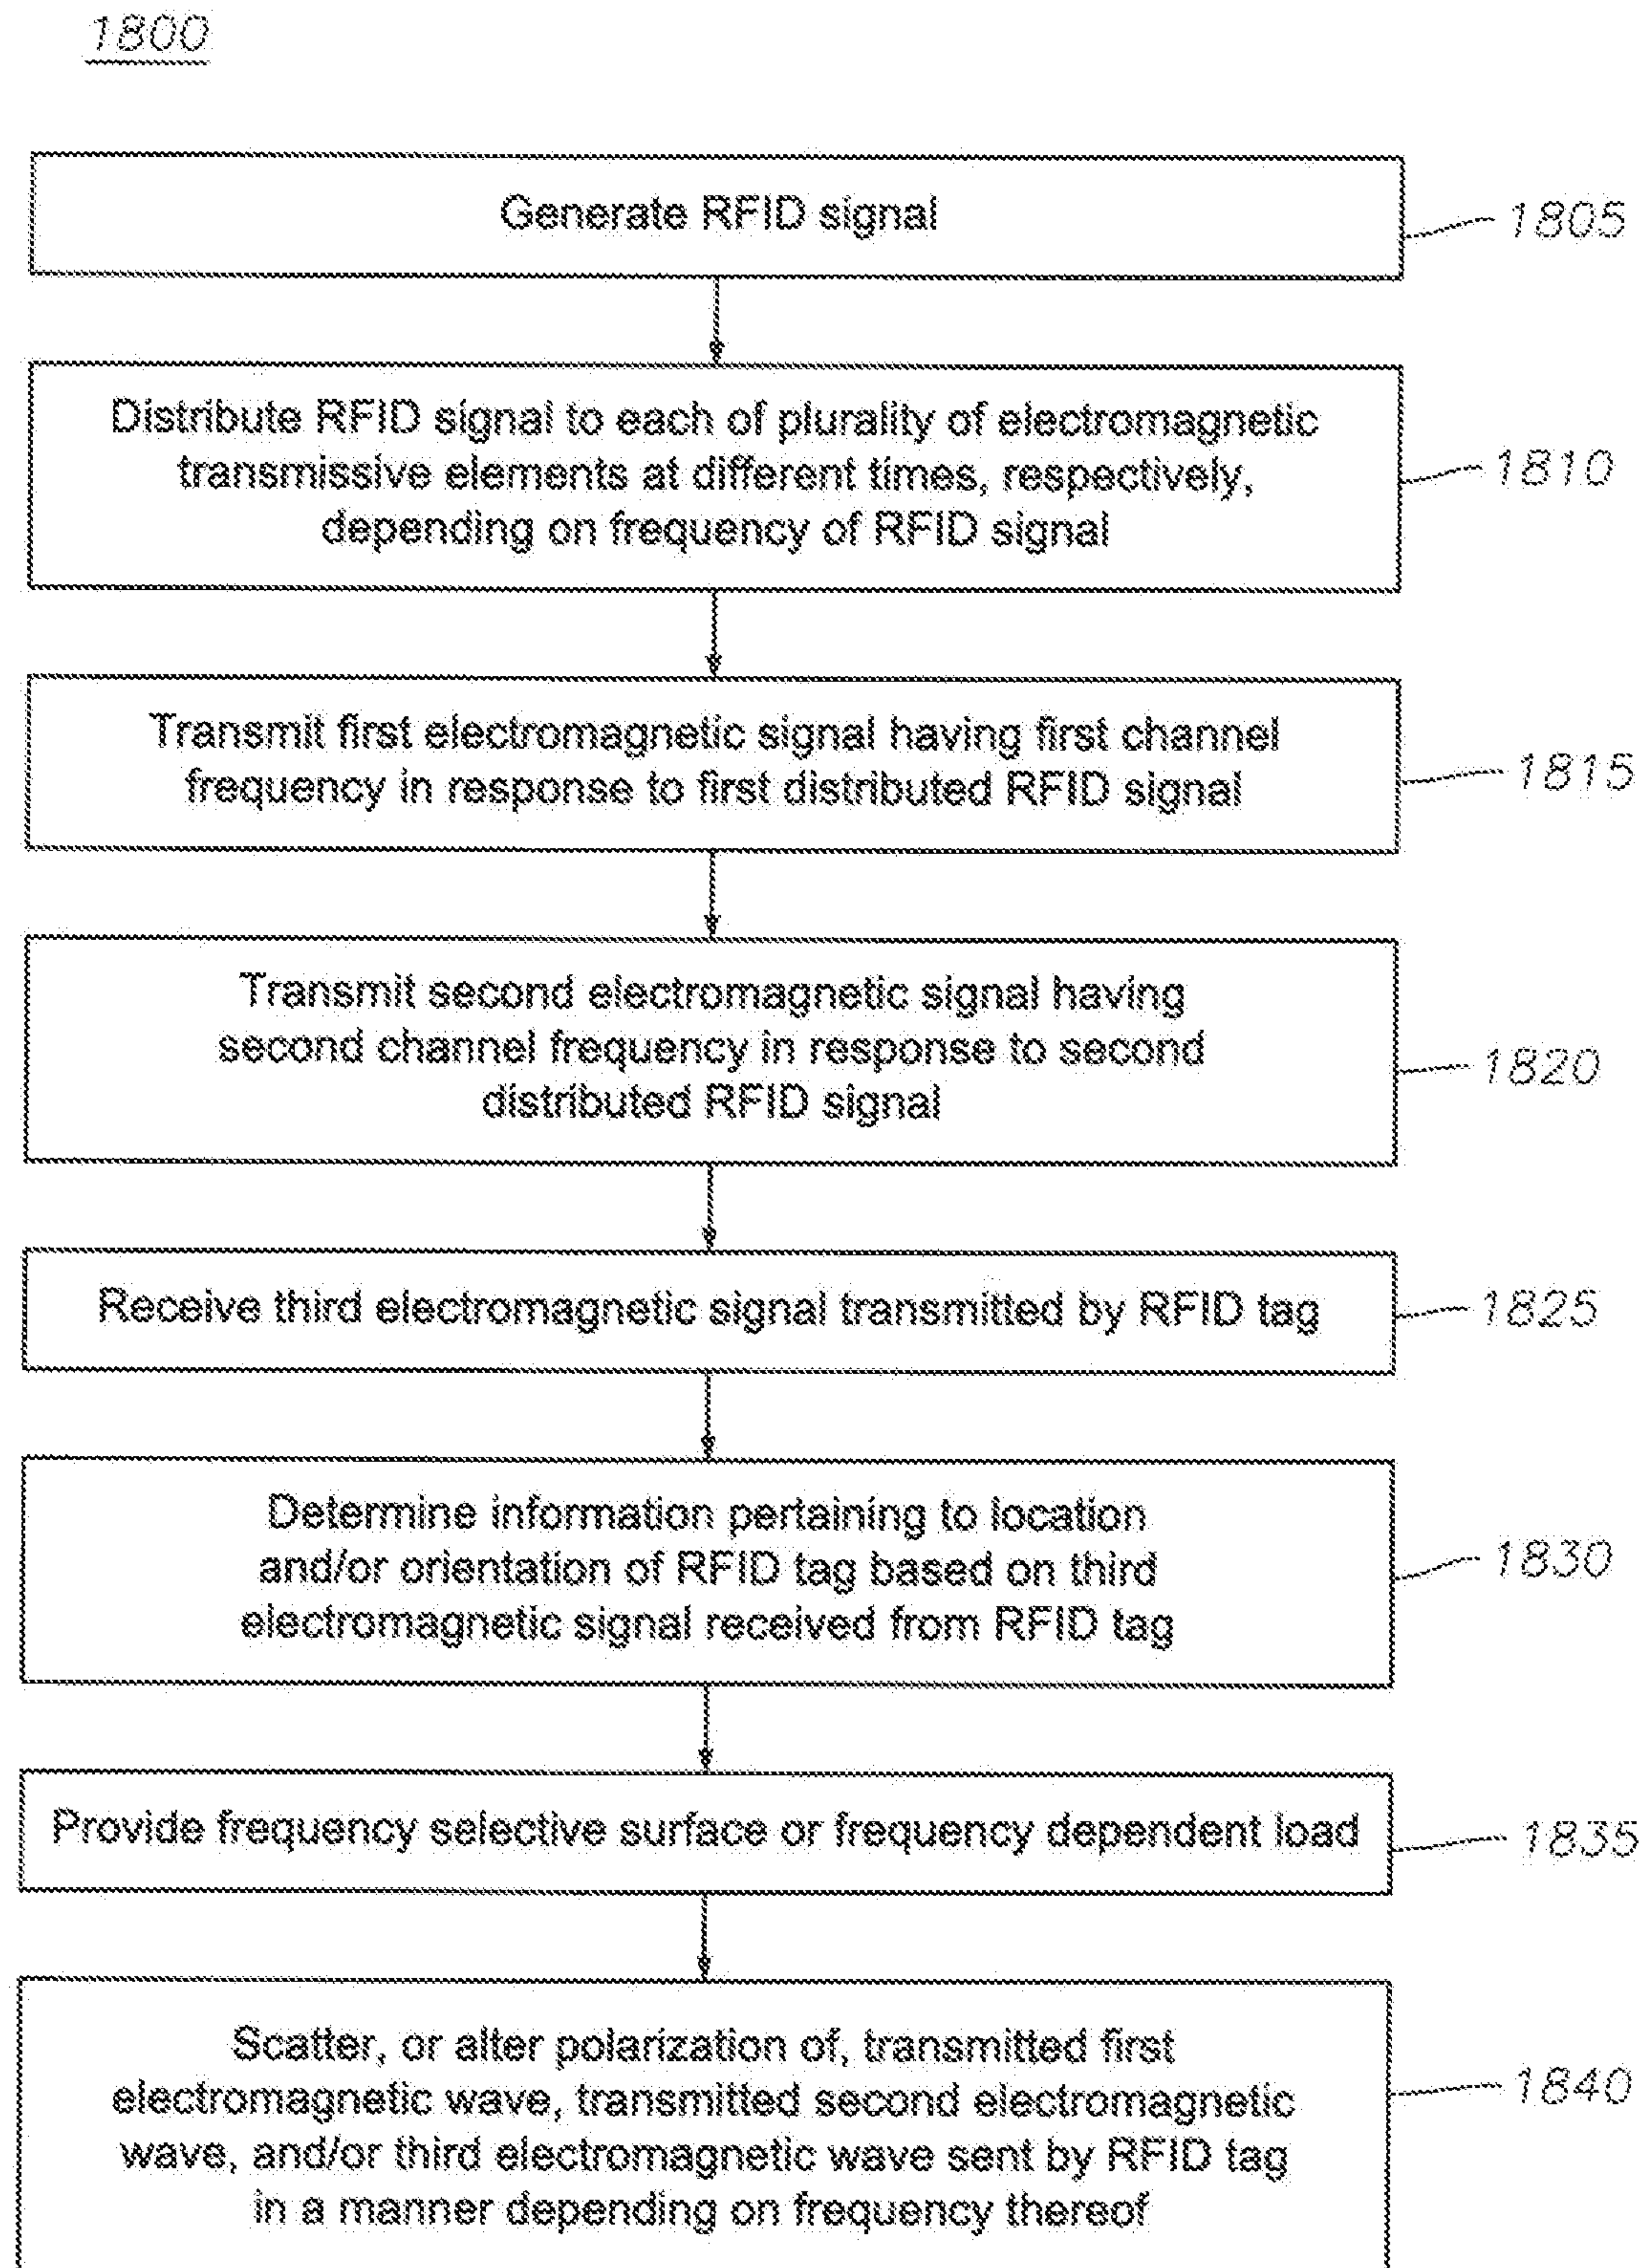 1800
Generate RFID signal
1805
Distribute RFID signal to each of plurality of electromagnetic
transmissive elements at different times, respectively,
depending on frequency of RFID signal
1810
Transmit first electromagnetic signal having first channel
frequency in response to first distributed RFID signal
1815
Transmit second electromagnetic signal having
second channel frequency in response to second
distributed RFID signal
1820
Receive third electromagnetic signal transmitted by RFID tag
1825
Determine information pertaining to location
and/or orientation of RFID tag based on third
electromagnetic signal received from RFID tag
1830
Provide frequency selective surface or frequency dependent load
1835
Scatter, or alter polarization of, transmitted first
electromagnetic wave, transmitted second electromagnetic
wave, and/or third electromagnetic wave sent by RFID tag
in a manner depending on frequency thereof
1840